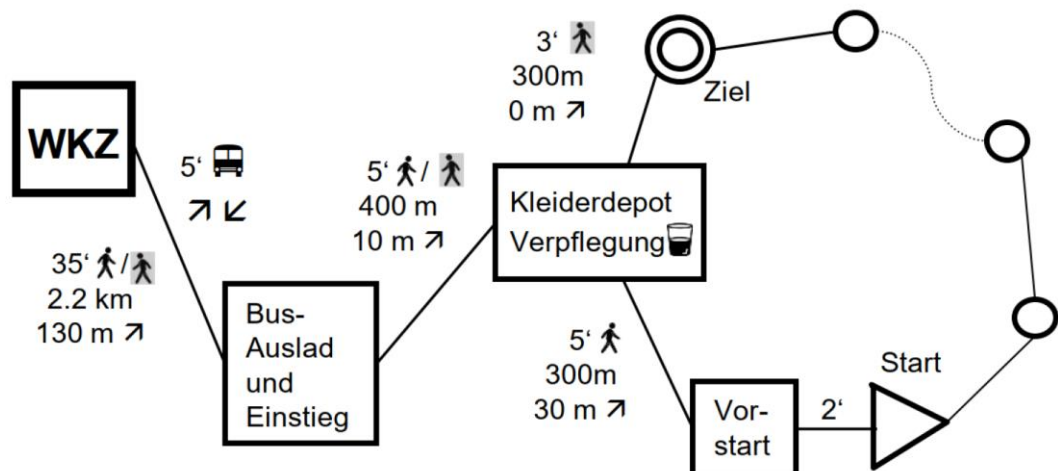 WKZ
5‘
↗ ↙
35‘ /
2.2 km
130 m ↗
Bus-
Auslad
und
Einstieg
5‘ /
400 m
10 m ↗
Kleiderdepot
Verpflegung
3‘
300m
0 m ↗
Ziel
5‘
300m
30 m ↗
Vor-
start
2‘
Start